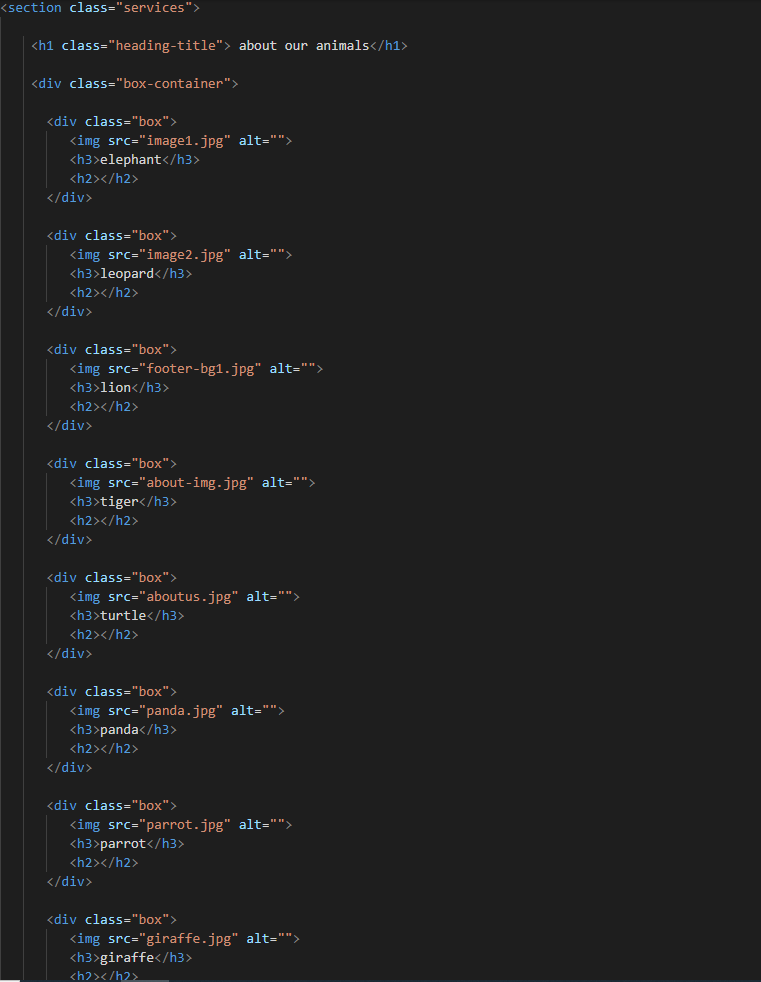 <section class="services">
<h1 class="heading-title"> about our animals</h1>
<div class="box-container">
<div class="box">
<img src="image1.jpg" alt="">
<h3>elephant</h3>
<h2></h2>
</div>
<div class="box">
<img src="image2.jpg" alt="">
<h3>leopard</h3>
<h2></h2>
</div>
<div class="box">
<img src="footer-bg1.jpg" alt="">
<h3>lion</h3>
<h2></h2>
</div>
<div class="box">
<img src="about-img.jpg" alt="">
<h3>tiger</h3>
<h2></h2>
</div>
<div class="box">
<img src="aboutus.jpg" alt="">
<h3>turtle</h3>
<h2></h2>
</div>
<div class="box">
<img src="panda.jpg" alt="">
<h3>panda</h3>
<h2></h2>
</div>
<div class="box">
<img src="parrot.jpg" alt="">
<h3>parrot</h3>
<h2></h2>
</div>
<div class="box">
<img src="giraffe.jpg" alt="">
<h3>giraffe</h3>
<h2></h2>